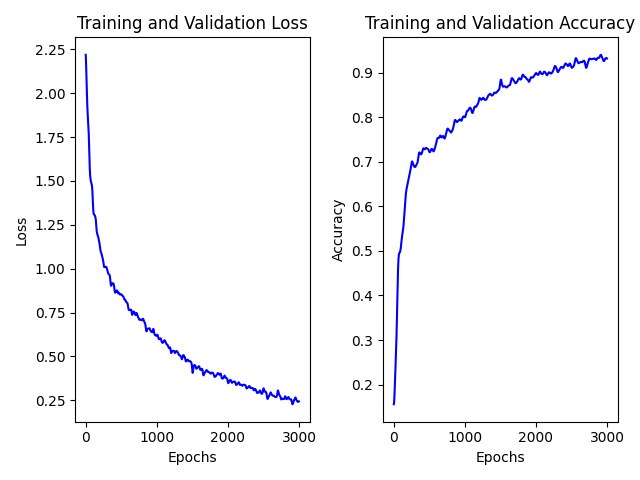 Training and Validation Loss
2.25
2.00
1.75
1.50
1.25
1.00
0.75
0.50
0.25
Loss
0 1000 2000 3000
Epochs
Training and Validation Accuracy
0.9
0.8
0.7
0.6
0.5
0.4
0.3
0.2
Accuracy
0 1000 2000 3000
Epochs